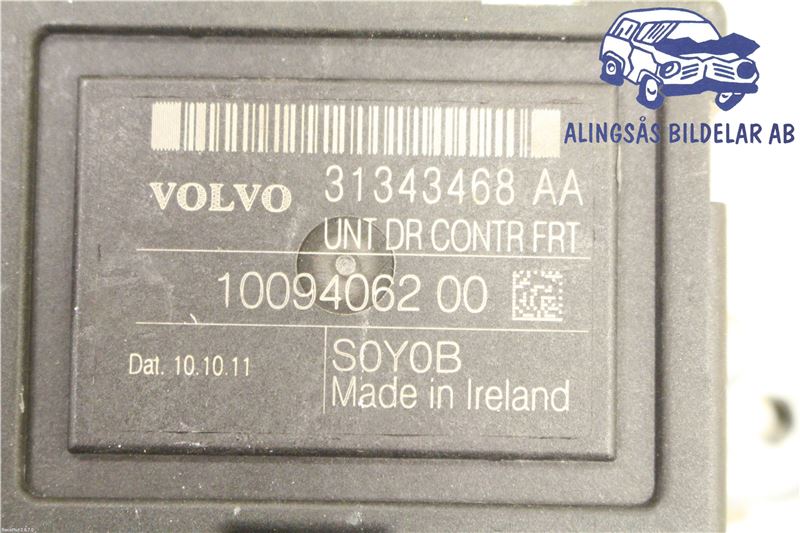 ALINGSÅS BILDELAR AB
VOLVO 31343468 AA
UNT DR CONTR FRT
10094062 00
Dat. 10.10.11 S0Y0B
Made in Ireland